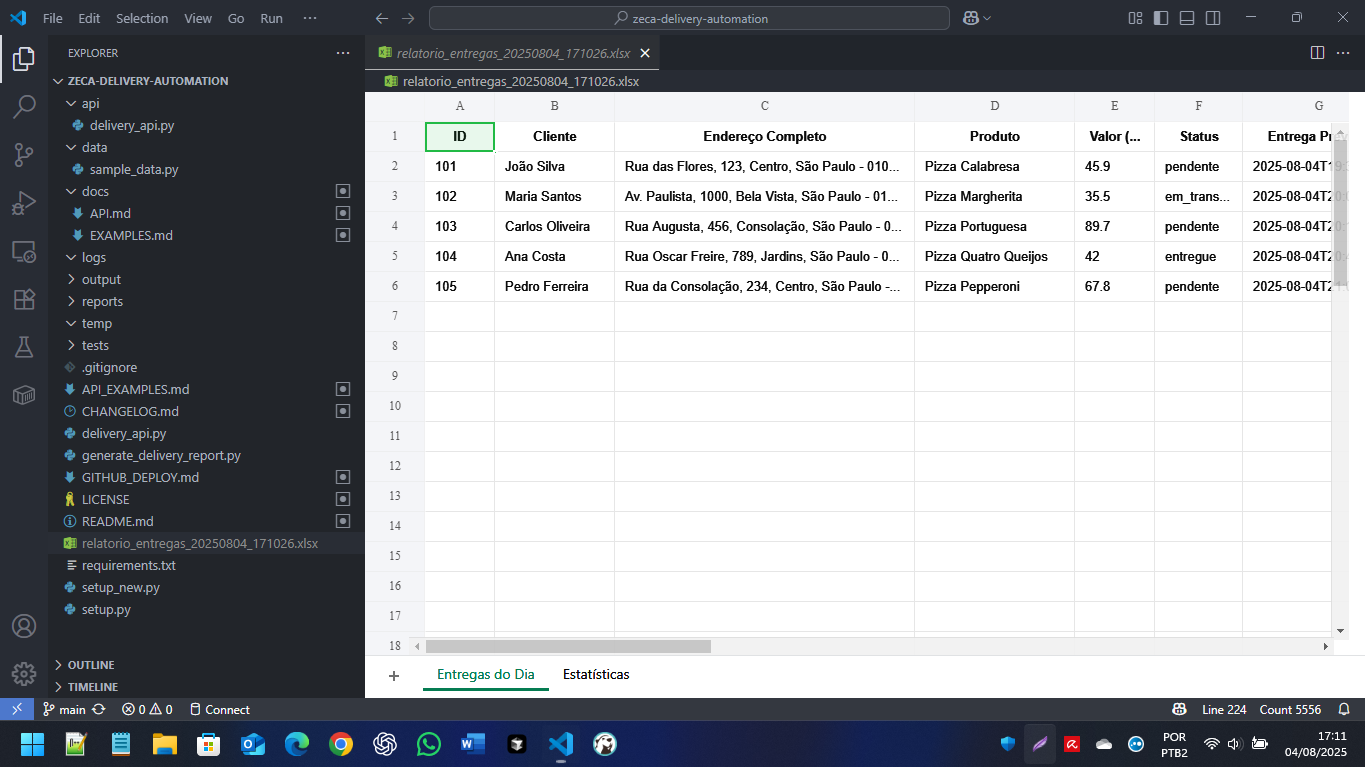 File Edit Selection View Go Run ··· zeca-delivery-automation
EXPLORER
ZECA-DELIVERY-AUTOMATION
api
delivery_api.py
data
sample_data.py
docs
API.md
EXAMPLES.md
logs
output
reports
temp
tests
.gitignore
API_EXAMPLES.md
CHANGELOG.md
delivery_api.py
generate_delivery_report.py
GITHUB_DEPLOY.md
LICENSE
README.md
relatorio_entregas_20250804_171026.xlsx
requirements.txt
setup_new.py
setup.py
OUTLINE
TIMELINE
relatorio_entregas_20250804_171026.xlsx
relatorio_entregas_20250804_171026.xlsx
A B C D E F G
1 ID Cliente Endereço Completo Produto Valor (... Status Entrega
2 101 João Silva Rua das Flores, 123, Centro, São Paulo - 010... Pizza Calabresa 45.9 pendente 2025-08-04T19
3 102 Maria Santos Av. Paulista, 1000, Bela Vista, São Paulo - 01... Pizza Margherita 35.5 em_trans... 2025-08-04T20
4 103 Carlos Oliveira Rua Augusta, 456, Consolação, São Paulo - 0... Pizza Portuguesa 89.7 pendente 2025-08-04T20
5 104 Ana Costa Rua Oscar Freire, 789, Jardins, São Paulo - 0... Pizza Quatro Queijos 42 entregue 2025-08-04T20
6 105 Pedro Ferreira Rua da Consolação, 234, Centro, São Paulo -... Pizza Pepperoni 67.8 pendente 2025-08-04T2
7
8
9
10
11
12
13
14
15
16
17
18
+ Entregas do Dia Estatísticas
main 0 0 Connect Line 224 Count 5556
POR
PTB2
17:11
04/08/2025